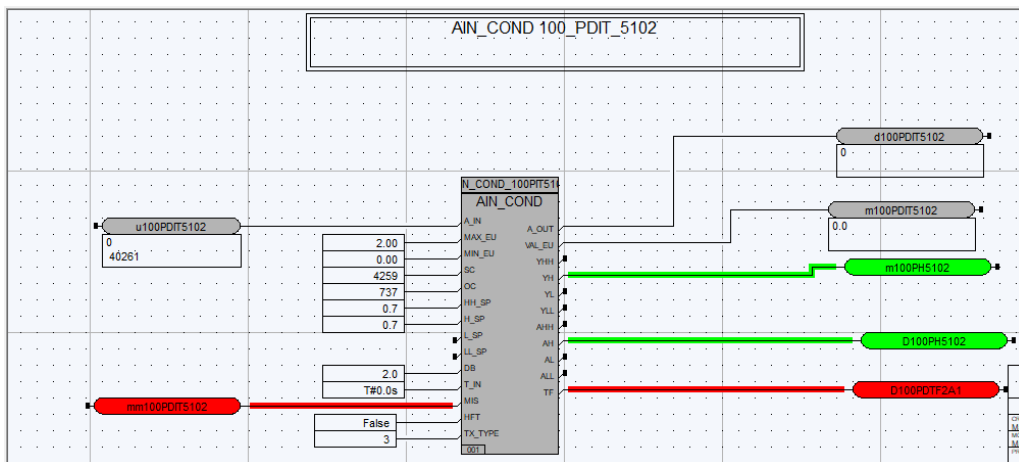 AIN_COND 100_PDIT_5102
d100PDIT5102
0
N_COND_100PIT510
AIN_COND
u100PDIT5102
0
40261
m100PDIT5102
0.0
A_IN
MAX_EU
MIN_EU
SC
OC
HH_SP
H_SP
L_SP
LL_SP
DB
T_IN
MIS
HFT
TX_TYPE
001
2.00
0.00
4259
737
0.7
0.7
2.0
T#0.0s
False
3
mm100PDIT5102
A_OUT
VAL_EU
YHH
YH
YL
YLL
AHH
AH
AL
ALL
TF
m100PH5102
D100PH5102
D100PDTF2A1